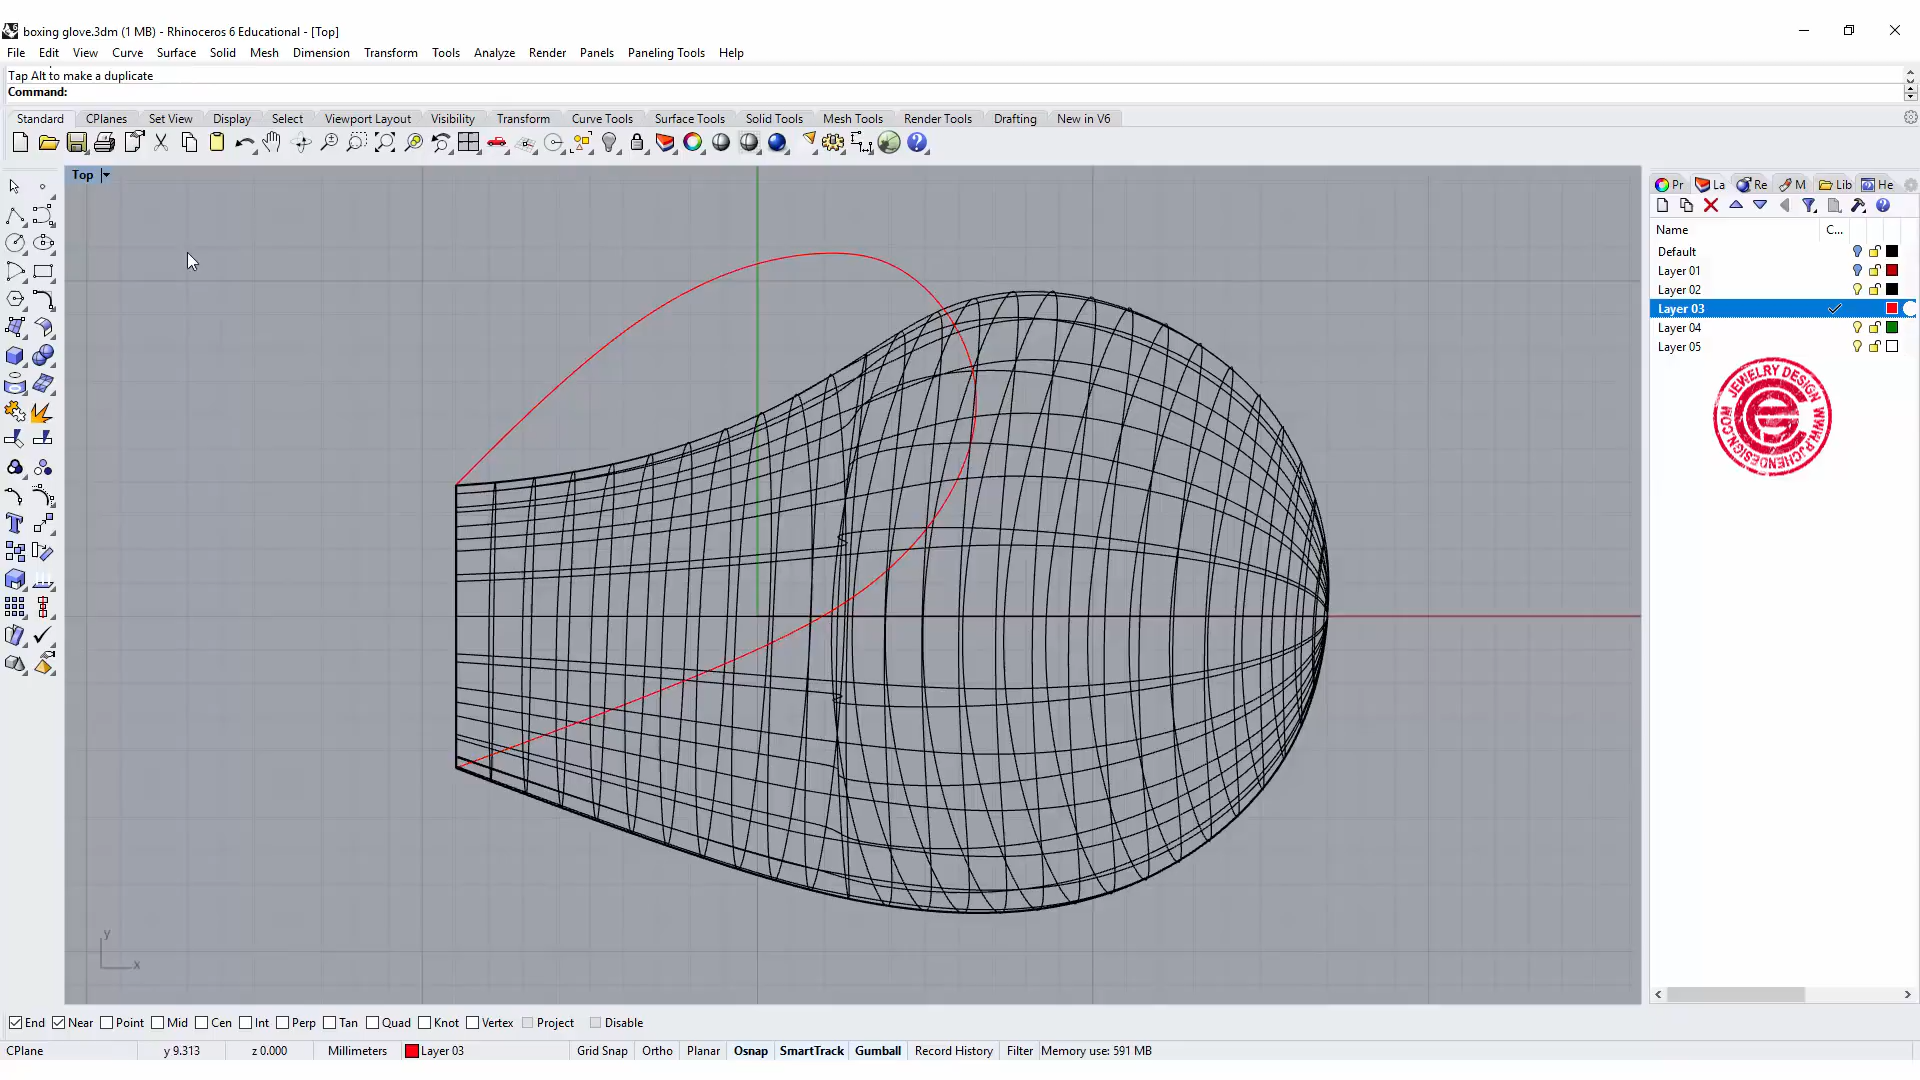 boxing glove.3dm (1 MB) - Rhinoceros 6 Educational - [Top]
File Edit View Curve Surface Solid Mesh Dimension Transform Tools Analyze Render Panels Paneling Tools Help
Tap Alt to make a duplicate
Command:
Standard CPlanes Set View Display Select Viewport Layout Visibility Transform Curve Tools Surface Tools Solid Tools Mesh Tools Render Tools Drafting New in V6
Top
Pr La Re M Lib He
Name C...
Default
Layer 01
Layer 02
Layer 03
Layer 04
Layer 05
JEWELRY DESIGN
WWW.PJCHENDESIGN.COM
y
x
End Near Point Mid Cen Int Perp Tan Quad Knot Vertex Project Disable
CPlane y 9.313 z 0.000 Millimeters Layer 03 Grid Snap Ortho Planar Osnap SmartTrack Gumball Record History Filter Memory use: 591 MB